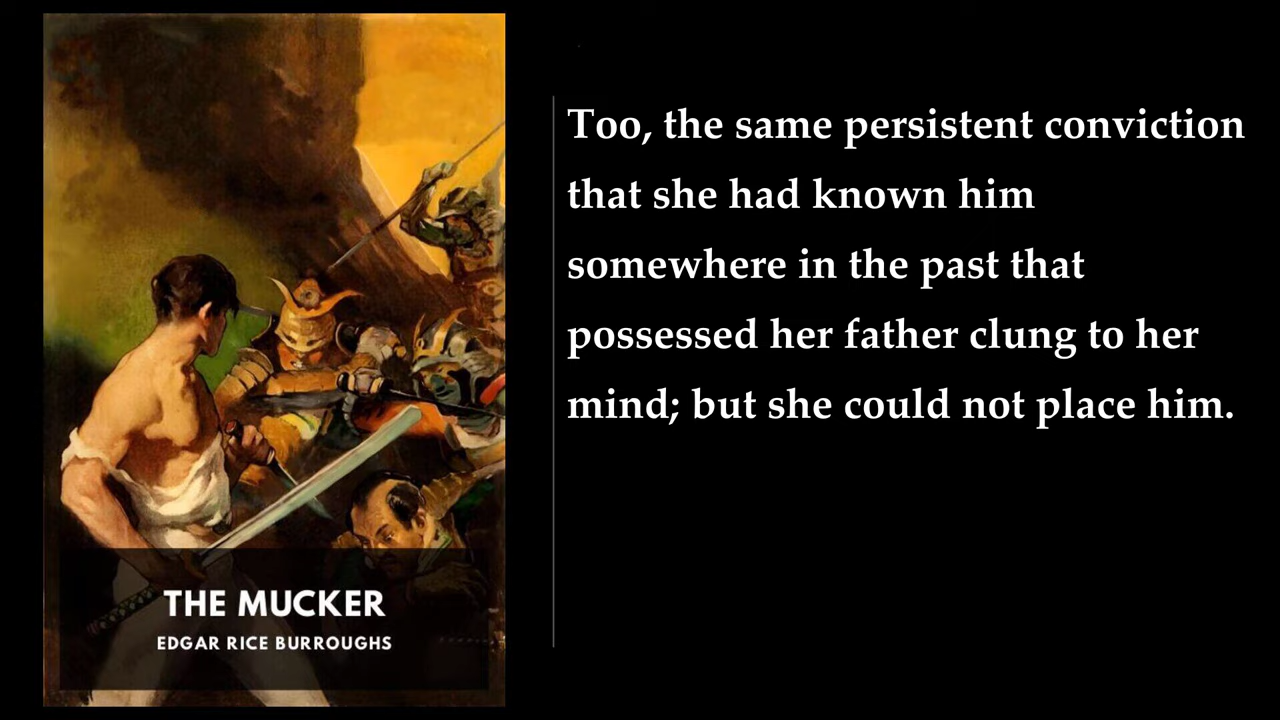 THE MUCKER
EDGAR RICE BURROUGHS
Too, the same persistent conviction
that she had known him
somewhere in the past that
possessed her father clung to her
mind; but she could not place him.